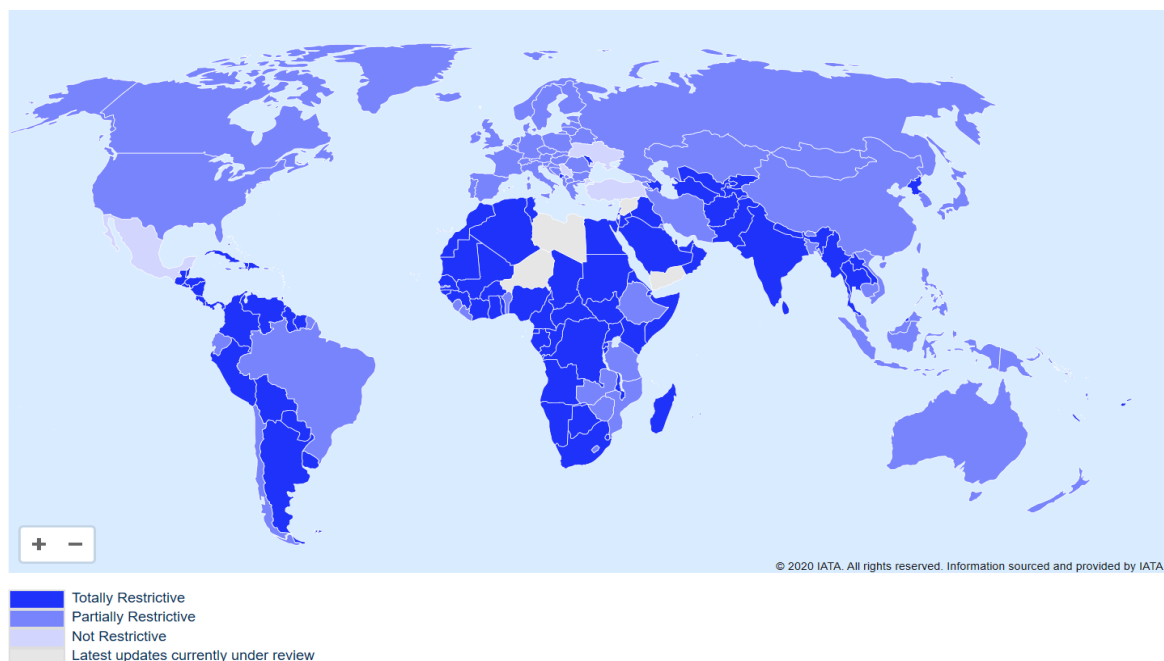 + −
© 2020 IATA. All rights reserved. Information sourced and provided by IATA
Totally Restrictive
Partially Restrictive
Not Restrictive
Latest updates currently under review